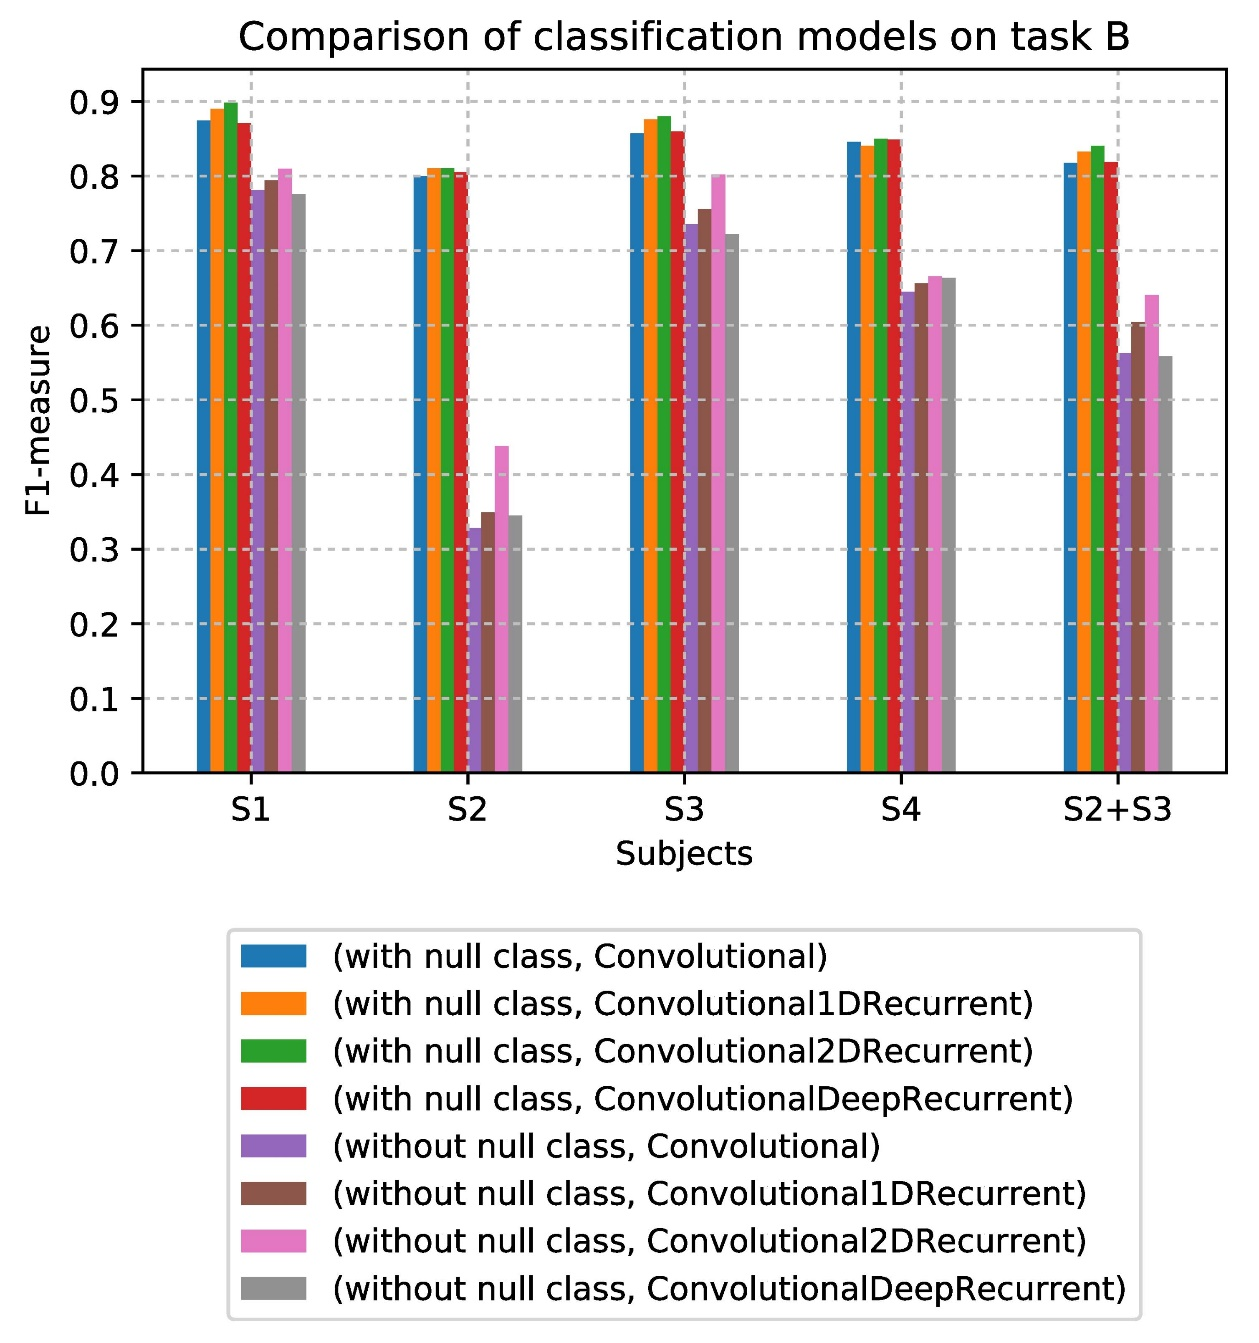 Comparison of classification models on task B
0.9
0.8
0.7
0.6
0.5
0.4
0.3
0.2
0.1
0.0
F1-measure
S1 S2 S3 S4 S2+S3
Subjects
(with null class, Convolutional)
(with null class, Convolutional1DRecurrent)
(with null class, Convolutional2DRecurrent)
(with null class, ConvolutionalDeepRecurrent)
(without null class, Convolutional)
(without null class, Convolutional1DRecurrent)
(without null class, Convolutional2DRecurrent)
(without null class, ConvolutionalDeepRecurrent)